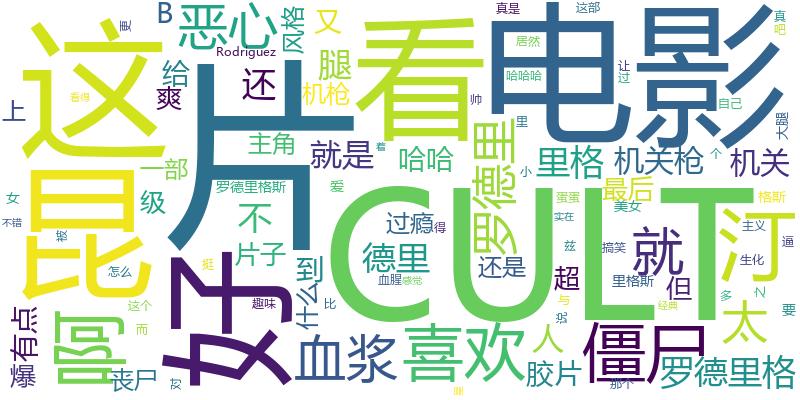 B
恶心
风格
又
真是
这部
真
吧
更
Rodriguez
这
看
电影
片
居然
哈哈哈
让
过
给
还
机枪
腿
爽
上
看得
帅
自己
主角
就是
哈哈
里
大腿
着
罗德里
里格
机关枪
个
机关
一部
级
罗德里格斯
爱
小
最后
昆
CULT
女
不错
被
不
过瘾
得
蛋蛋
美女
格斯
片子
德里
还是
实在
兹
搞笑
就
汀
主义
逼
生化
怎么
好
挺
什么
到
血腥
感觉
超
里格斯
但
这个
而
趣味
比
与
多
之
要
经典
太
爆
有点
啊
血浆
喜欢
人
僵尸
丧尸
对
胶片
那个
罗德里格